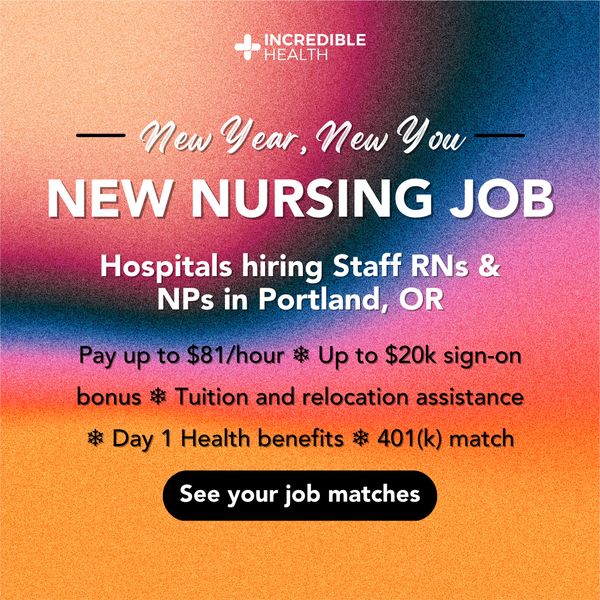 INCREDIBLE
HEALTH
New Year, New You
NEW NURSING JOB
Hospitals hiring Staff RNs &
NPs in Portland, OR
Pay up to $81/hour ❄ Up to $20k sign-on
bonus ❄ Tuition and relocation assistance
❄ Day 1 Health benefits ❄ 401(k) match
See your job matches